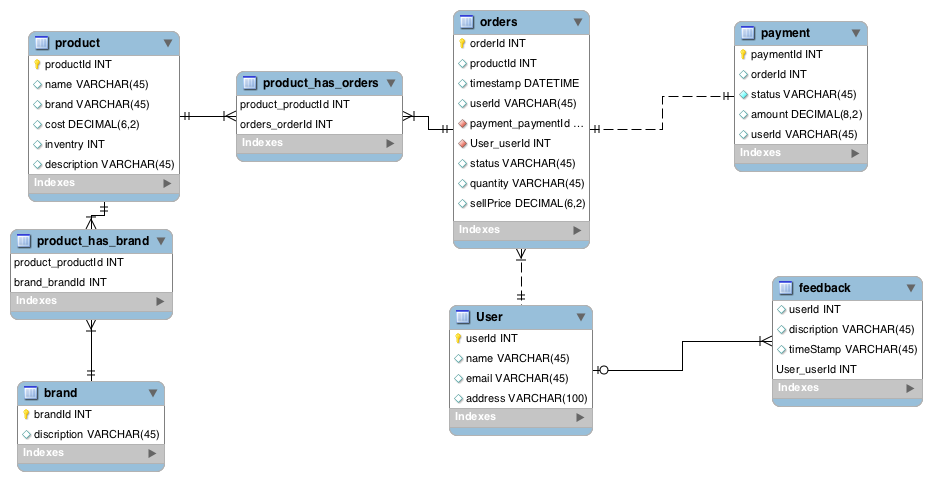 product
productId INT
name VARCHAR(45)
brand VARCHAR(45)
cost DECIMAL(6,2)
inventry INT
description VARCHAR(45)
Indexes
product_has_orders
product_productId INT
orders_orderId INT
Indexes
orders
orderId INT
productId INT
timestamp DATETIME
userId VARCHAR(45)
payment_paymentId ...
User_userId INT
status VARCHAR(45)
quantity VARCHAR(45)
sellPrice DECIMAL(6,2)
Indexes
payment
paymentId INT
orderId INT
status VARCHAR(45)
amount DECIMAL(8,2)
userId VARCHAR(45)
Indexes
product_has_brand
product_productId INT
brand_brandId INT
Indexes
brand
brandId INT
discription VARCHAR(45)
Indexes
User
userId INT
name VARCHAR(45)
email VARCHAR(45)
address VARCHAR(100)
Indexes
feedback
userId INT
discription VARCHAR(45)
timeStamp VARCHAR(45)
User_userId INT
Indexes